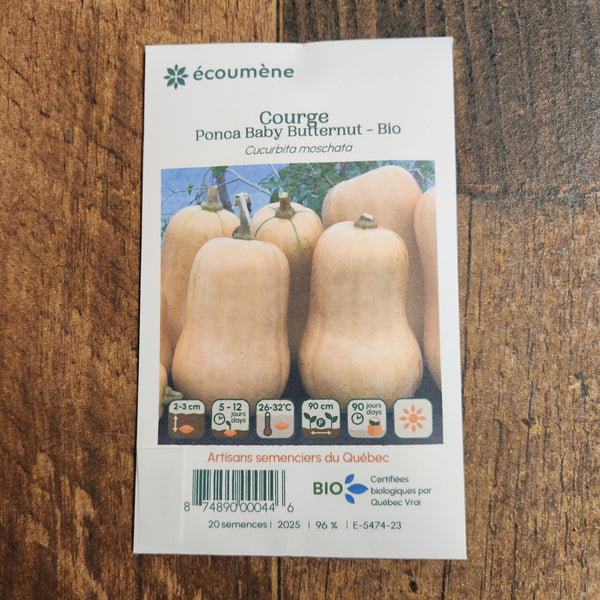 écoumène
Courge
Ponca Baby Butternut - Bio
Cucurbita moschata
2-3 cm
5 - 12
jours
days
26-32°C
90 cm
P
90 jours
days
Artisans semenciers du Québec
8 74890 00044 6
BIO
Certifiées
biologiques par
Québec Vrai
20 semences | 2025 | 96 % | E-5474-23